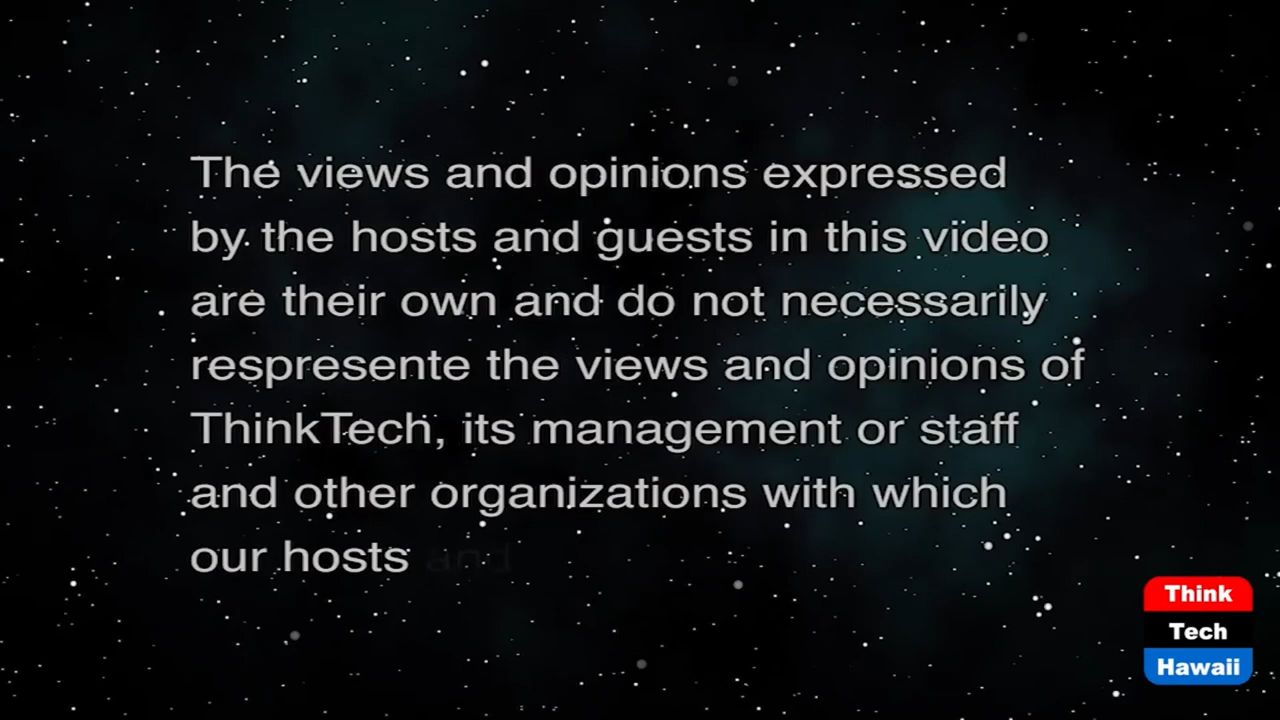 The views and opinions expressed
by the hosts and guests in this video
are their own and do not necessarily
respresente the views and opinions of
ThinkTech, its management or staff
and other organizations with which
our hosts and
Think
Tech
Hawaii